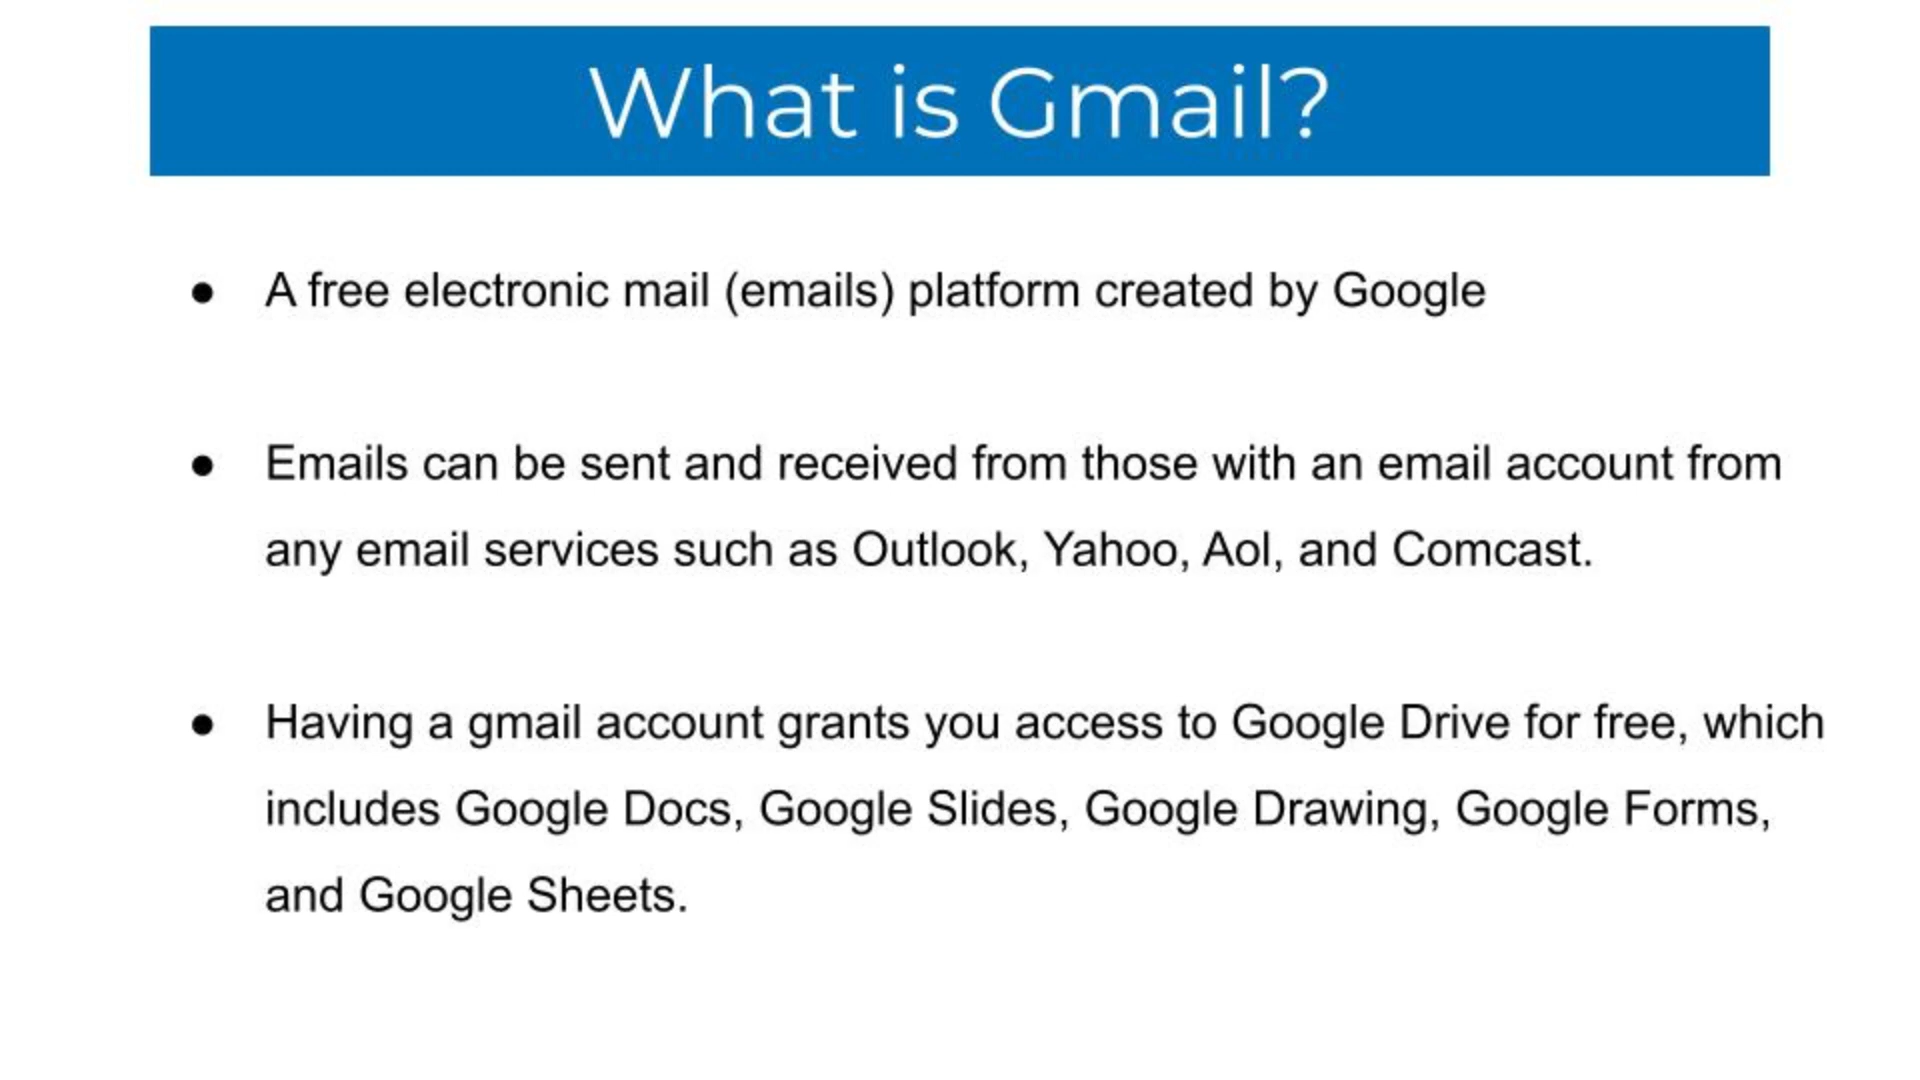 What is Gmail?
● A free electronic mail (emails) platform created by Google
● Emails can be sent and received from those with an email account from
any email services such as Outlook, Yahoo, Aol, and Comcast.
● Having a gmail account grants you access to Google Drive for free, which
includes Google Docs, Google Slides, Google Drawing, Google Forms,
and Google Sheets.